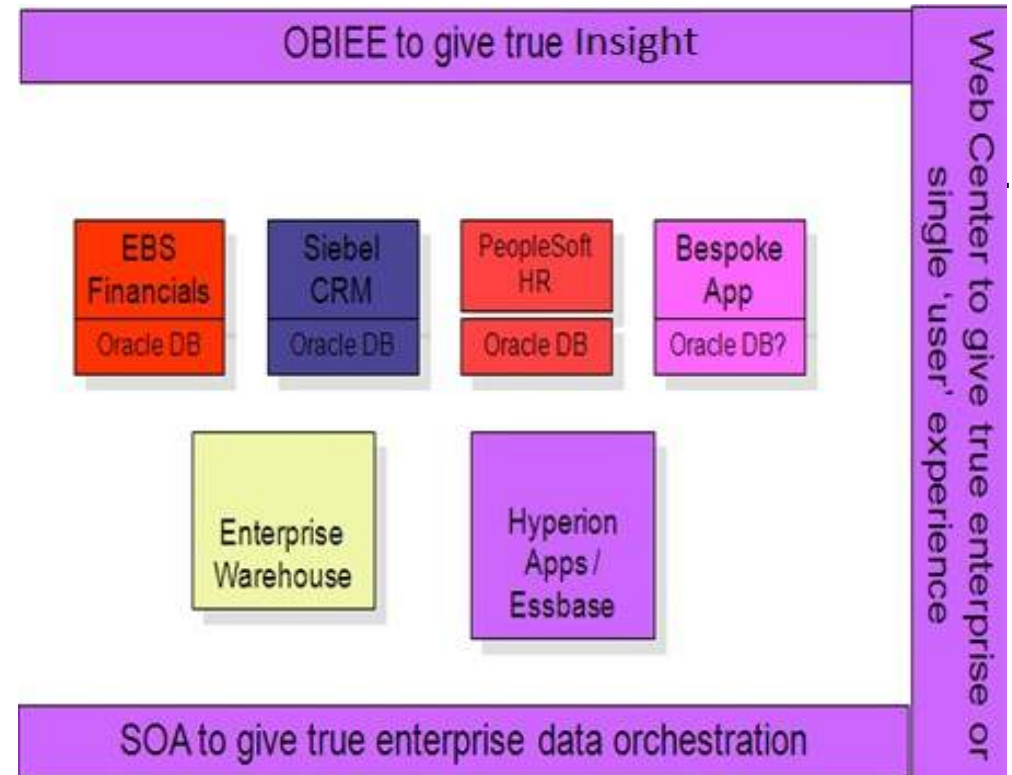 OBIEE to give true Insight
EBS
Financials
Oracle DB
Siebel
CRM
Oracle DB
PeopleSoft
HR
Oracle DB
Bespoke
App
Oracle DB?
Enterprise
Warehouse
Hyperion
Apps /
Essbase
SOA to give true enterprise data orchestration
Web Center to give true enterprise or
single 'user' experience